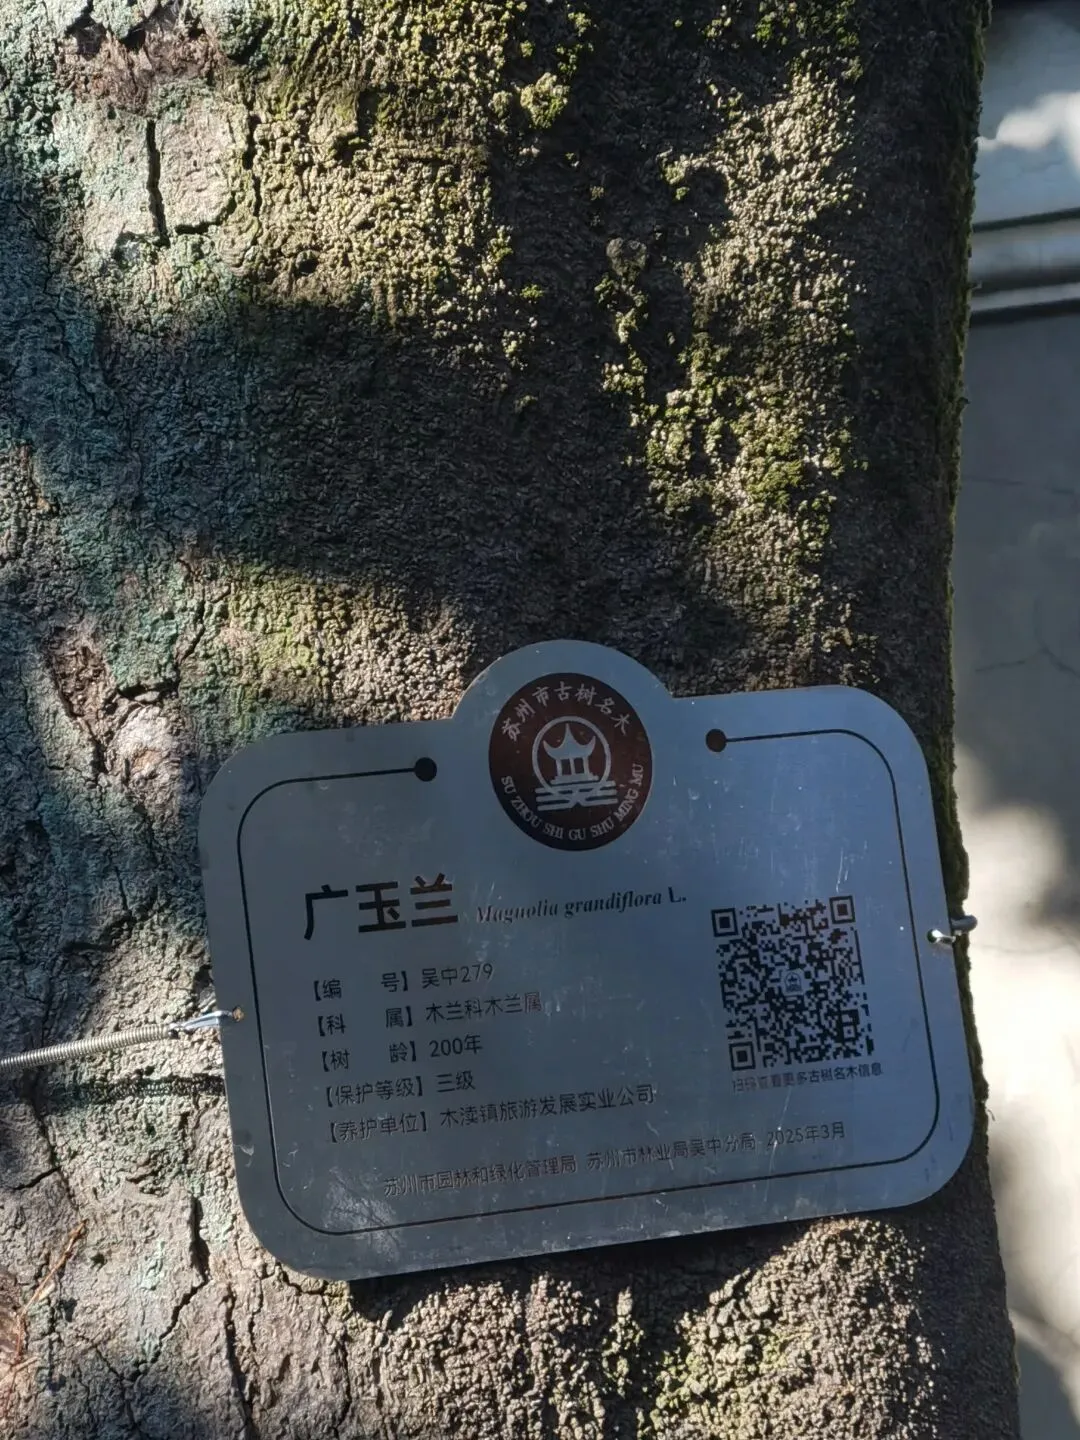 苏州市古树名木
SU ZHOU SHI GU SHU MING MU
广玉兰 Magnolia grandiflora L.
【编 号】吴中279
【科 属】木兰科木兰属
【树 龄】200年
【保护等级】三级
【养护单位】木渎镇旅游发展实业公司
扫码查看更多古树名木信息
苏州市园林和绿化管理局 苏州市林业局吴中分局 2025年3月